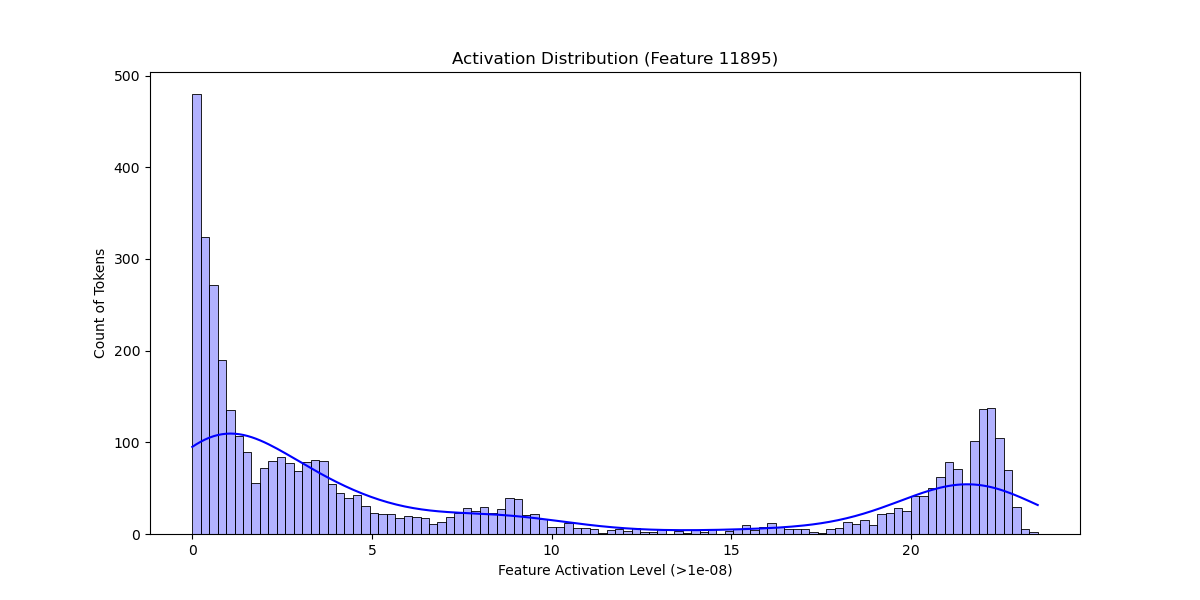 Activation Distribution (Feature 11895)
500
400
300
200
100
0
Count of Tokens
0 5 10 15 20
Feature Activation Level (>1e-08)